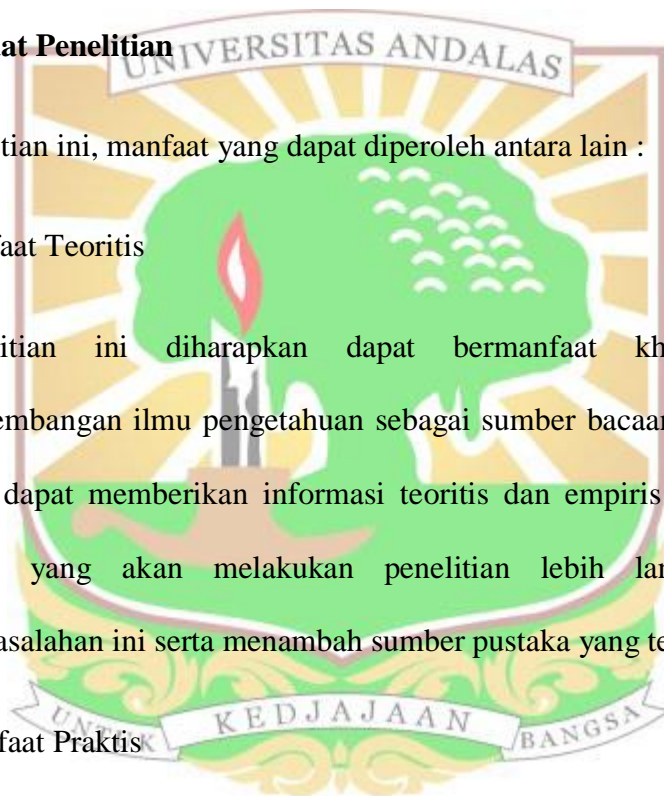 aat Penelitian
UNIVERSITAS ANDALAS
tian ini, manfaat yang dapat diperoleh antara lain :
faat Teoritis
itian ini diharapkan dapat bermanfaat kh
embangan ilmu pengetahuan sebagai sumber bacaan
dapat memberikan informasi teoritis dan empiris
yang akan melakukan penelitian lebih lan
asalahan ini serta menambah sumber pustaka yang te
UNTUK KEDJAJAAN BANGSA
faat Praktis